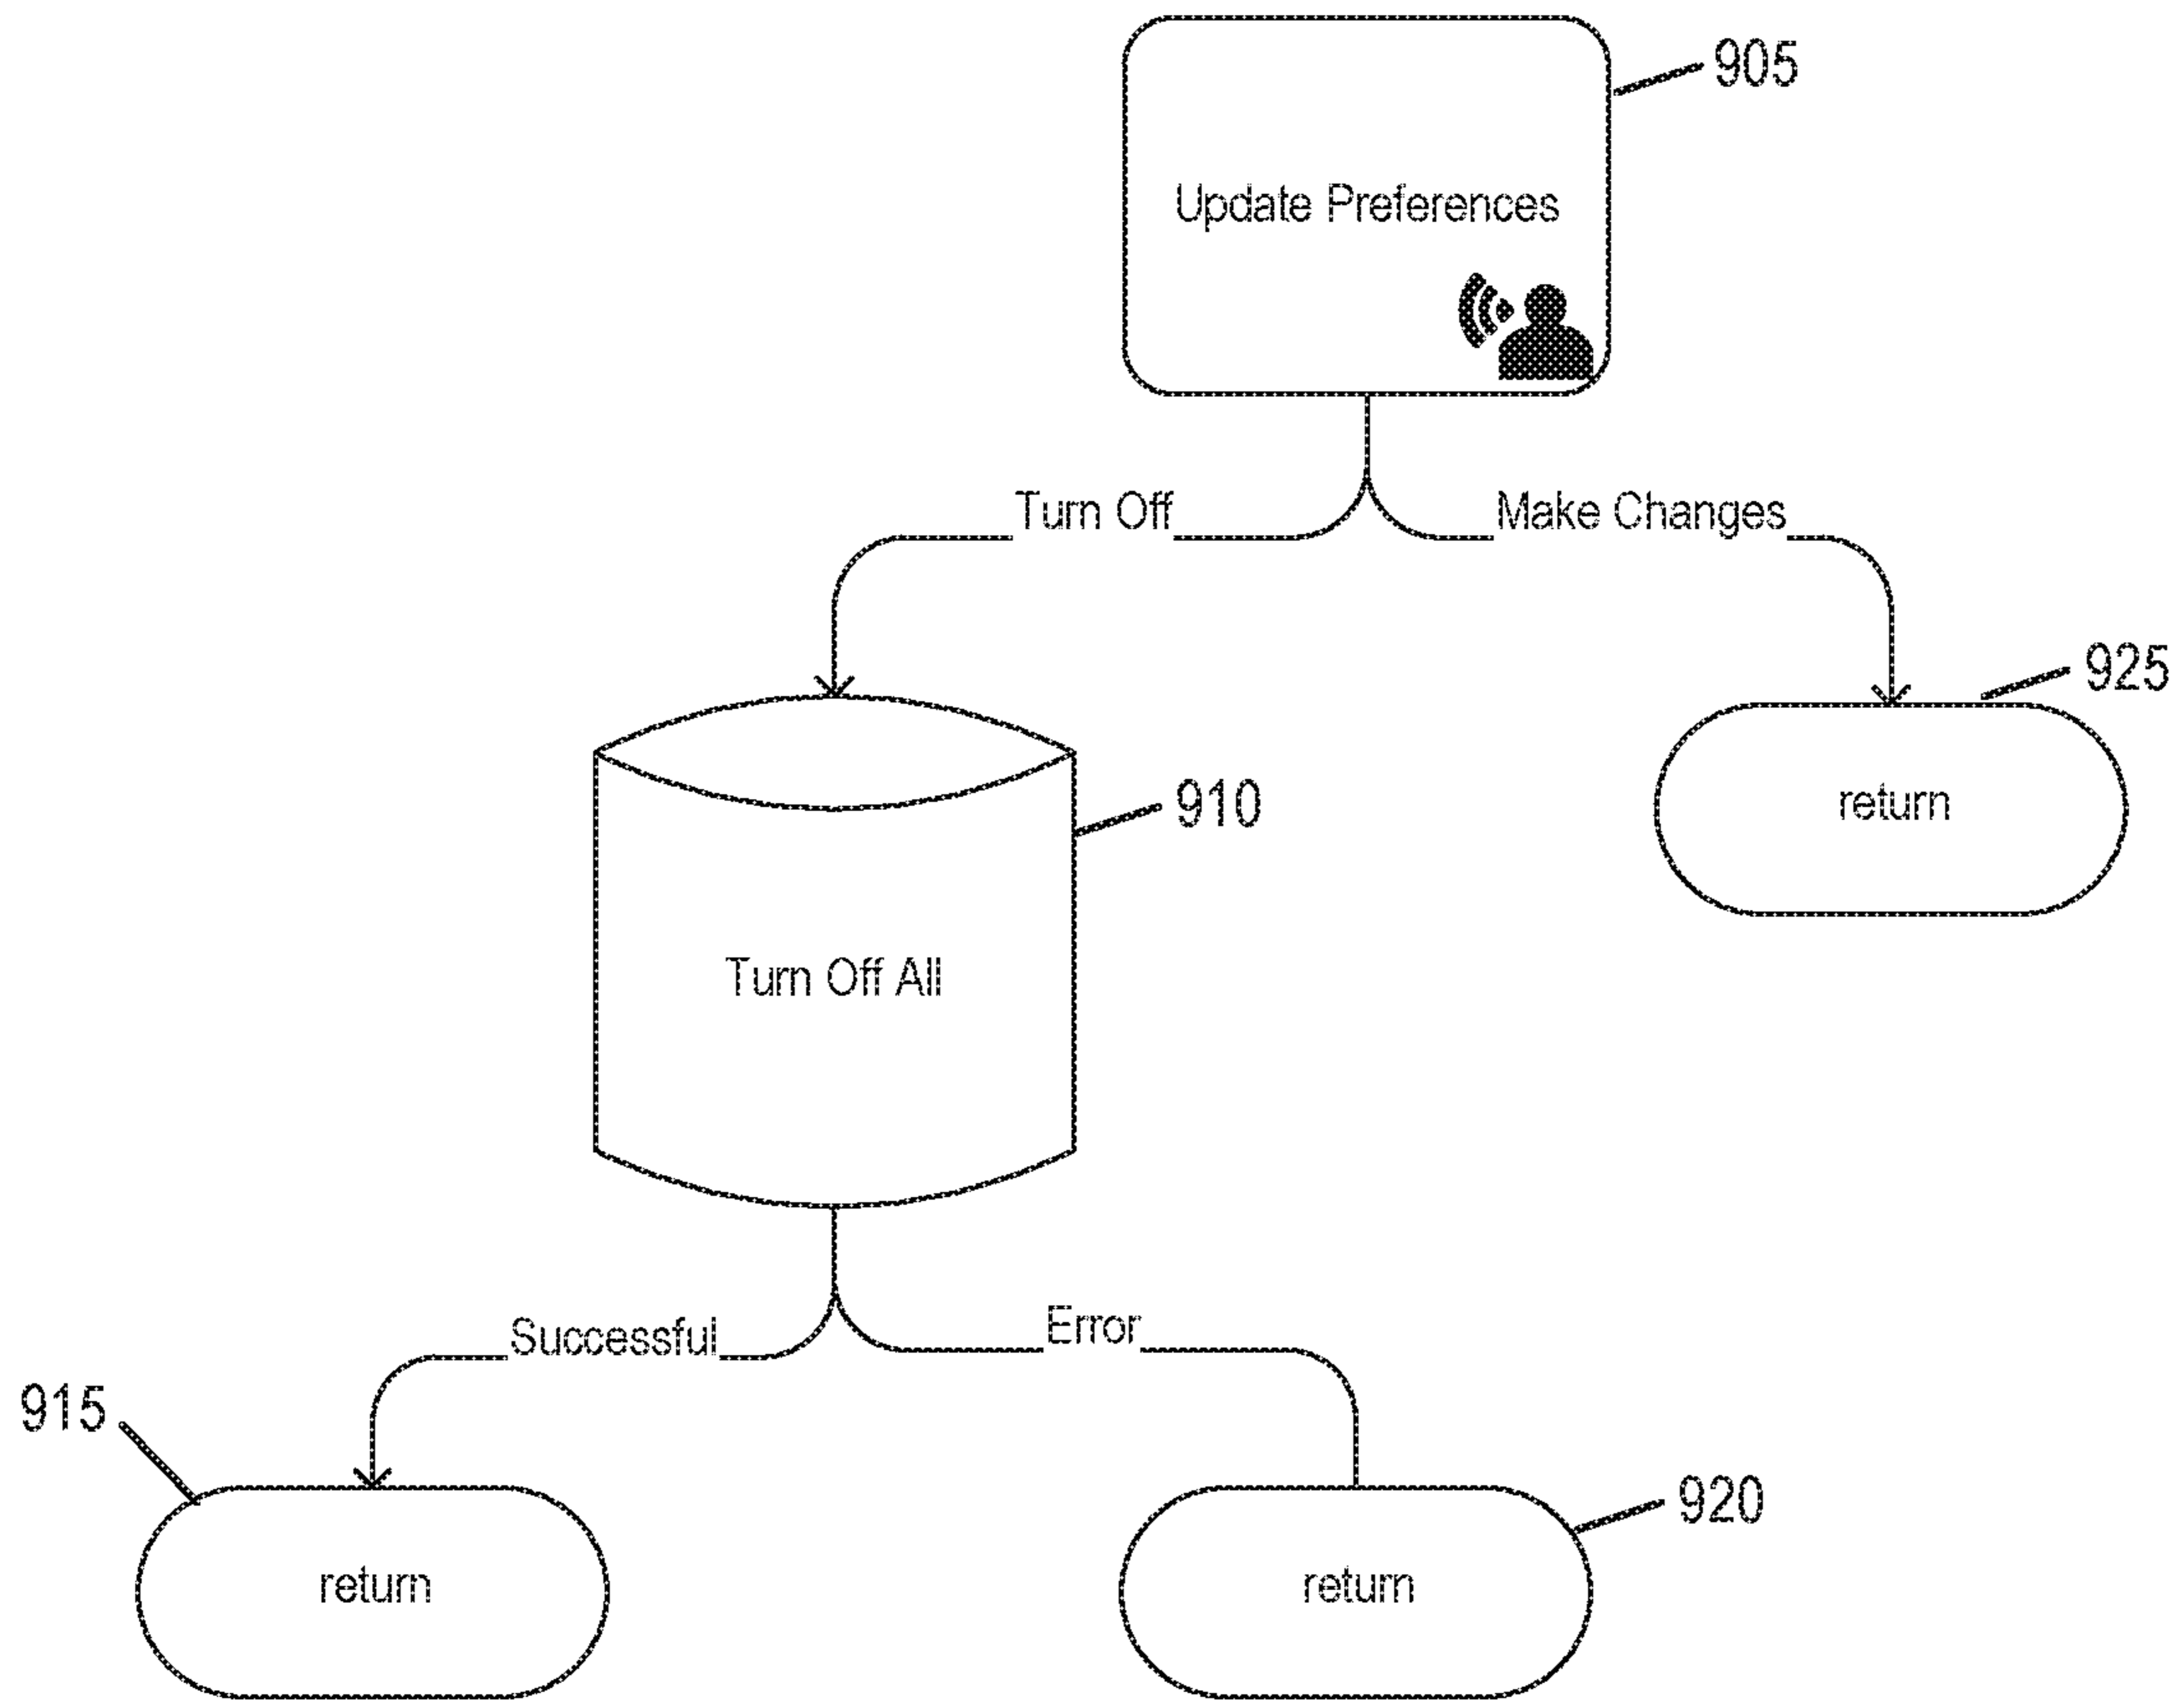 905
Update Preferences
Turn Off
Make Changes
925
return
910
Turn Off All
Successful
Error
915
920
return
return